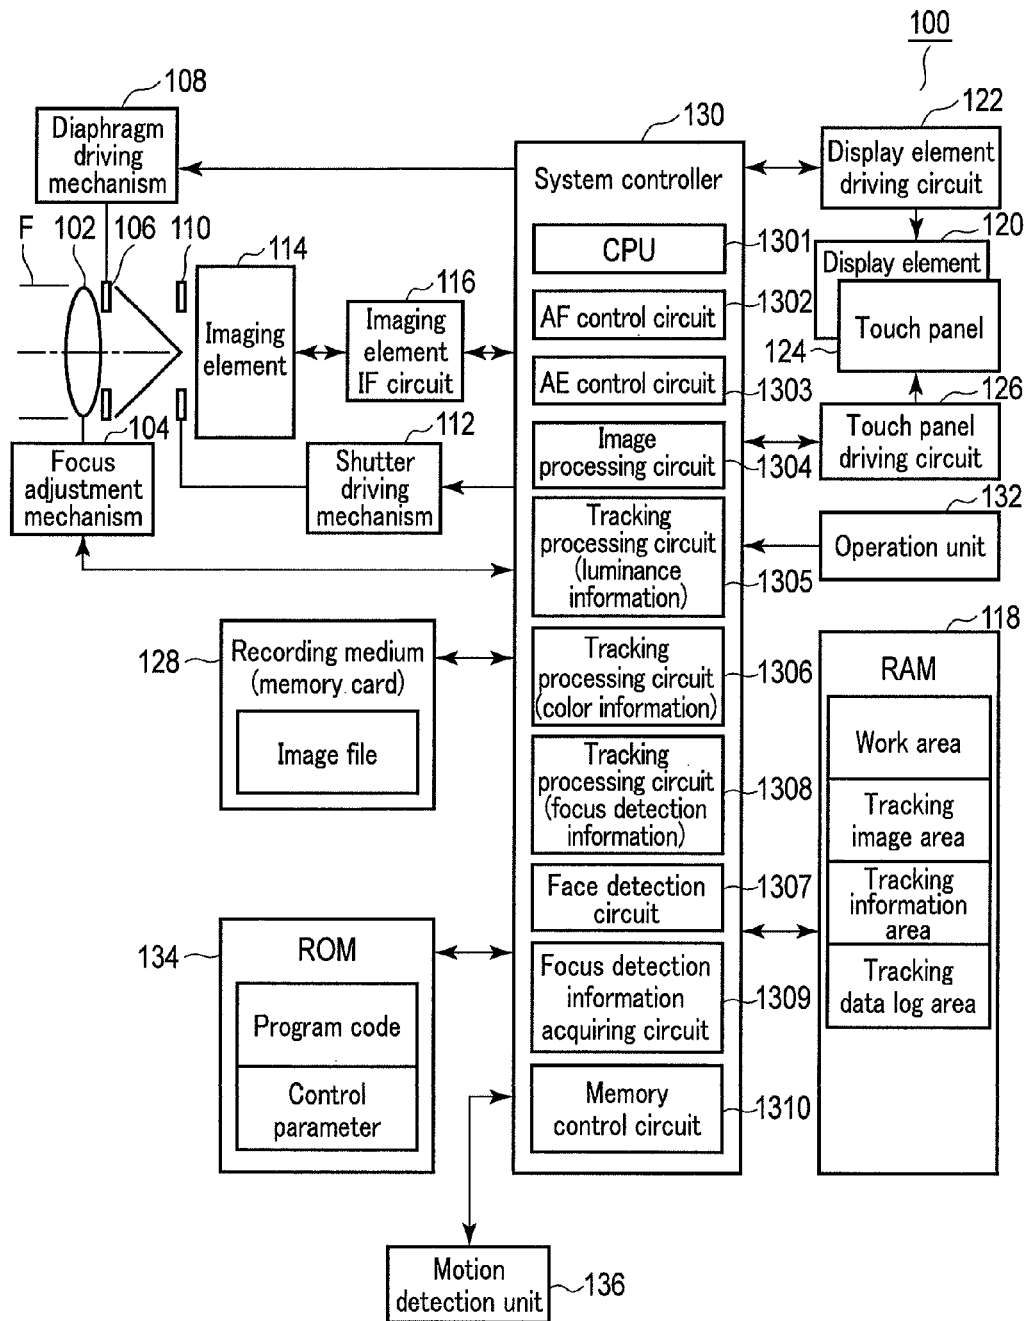 100
108
Diaphragm
driving
mechanism
130
System controller
122
Display element
driving circuit
F
102
106
110
114
Imaging
element
116
Imaging
element
IF circuit
CPU
1301
120
Display element
AF control circuit
1302
Touch panel
124
AE control circuit
1303
104
Focus
adjustment
mechanism
112
Shutter
driving
mechanism
Image
processing circuit
1304
126
Touch panel
driving circuit
Tracking
processing circuit
(luminance
information)
1305
132
Operation unit
128
Recording medium
(memory card)
Image file
Tracking
processing circuit
(color information)
1306
118
RAM
Work area
Tracking
image area
Tracking
information
area
Tracking
data log area
Tracking
processing circuit
(focus detection
information)
1308
Face detection
circuit
1307
134
ROM
Program code
Control
parameter
Focus detection
information
acquiring circuit
1309
Memory
control circuit
1310
Motion
detection unit
136